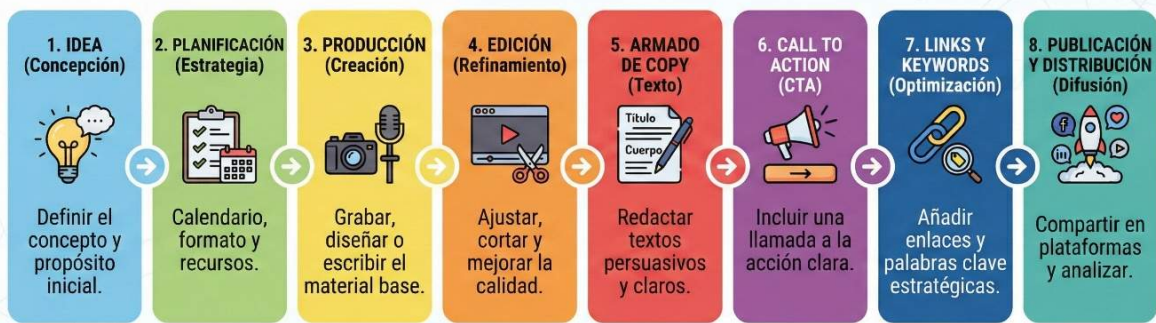 1. IDEA
(Concepción)
Definir el
concepto y
propósito
inicial.
2. PLANIFICACIÓN
(Estrategia)
Calendario,
formato y
recursos.
3. PRODUCCIÓN
(Creación)
Grabar,
diseñar o
escribir el
material base.
4. EDICIÓN
(Refinamiento)
Ajustar,
cortar y
mejorar la
calidad.
5. ARMADO
DE COPY
(Texto)
Título
Cuerpo
Redactar
textos
persuasivos
y claros.
6. CALL TO
ACTION
(CTA)
Incluir una
llamada a la
acción clara.
7. LINKS Y
KEYWORDS
(Optimización)
Añadir
enlaces y
palabras clave
estratégicas.
8. PUBLICACIÓN
Y DISTRIBUCIÓN
(Difusión)
f
in
Compartir en
plataformas
y analizar.